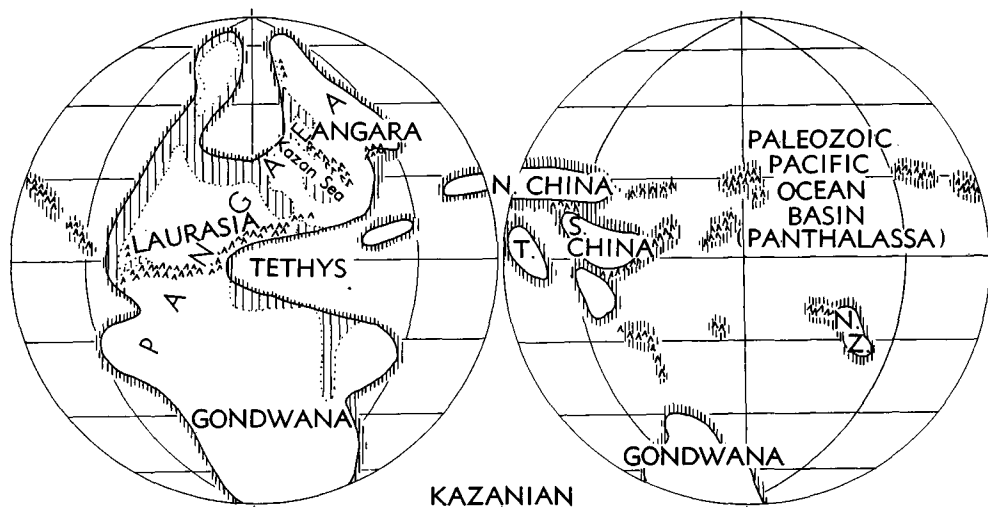 ANGARA
Kazan Sea
LAURASIA
PANGAEA
TETHYS
GONDWANA
N. CHINA
S.
CHINA
T.
PALEOZOIC
PACIFIC
OCEAN
BASIN
(PANTHALASSA)
N.
Z.
GONDWANA
KAZANIAN